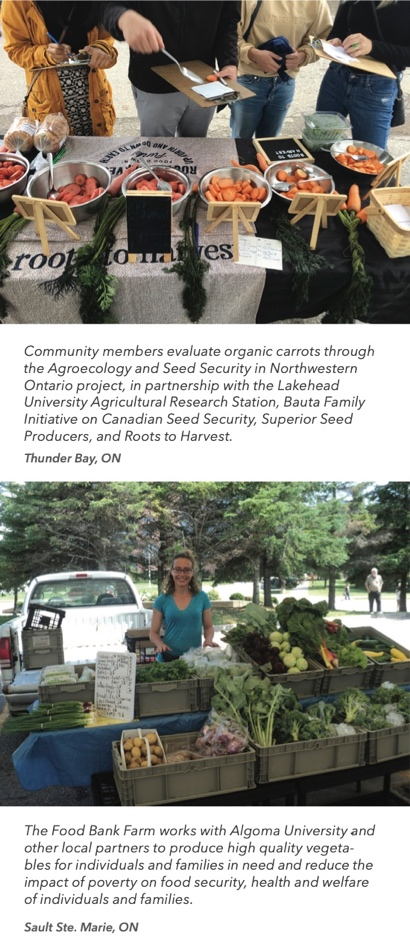 roots to harvest
Community members evaluate organic carrots through
the Agroecology and Seed Security in Northwestern
Ontario project, in partnership with the Lakehead
University Agricultural Research Station, Bauta Family
Initiative on Canadian Seed Security, Superior Seed
Producers, and Roots to Harvest.
Thunder Bay, ON
The Food Bank Farm works with Algoma University and
other local partners to produce high quality vegeta-
bles for individuals and families in need and reduce the
impact of poverty on food security, health and welfare
of individuals and families.
Sault Ste. Marie, ON